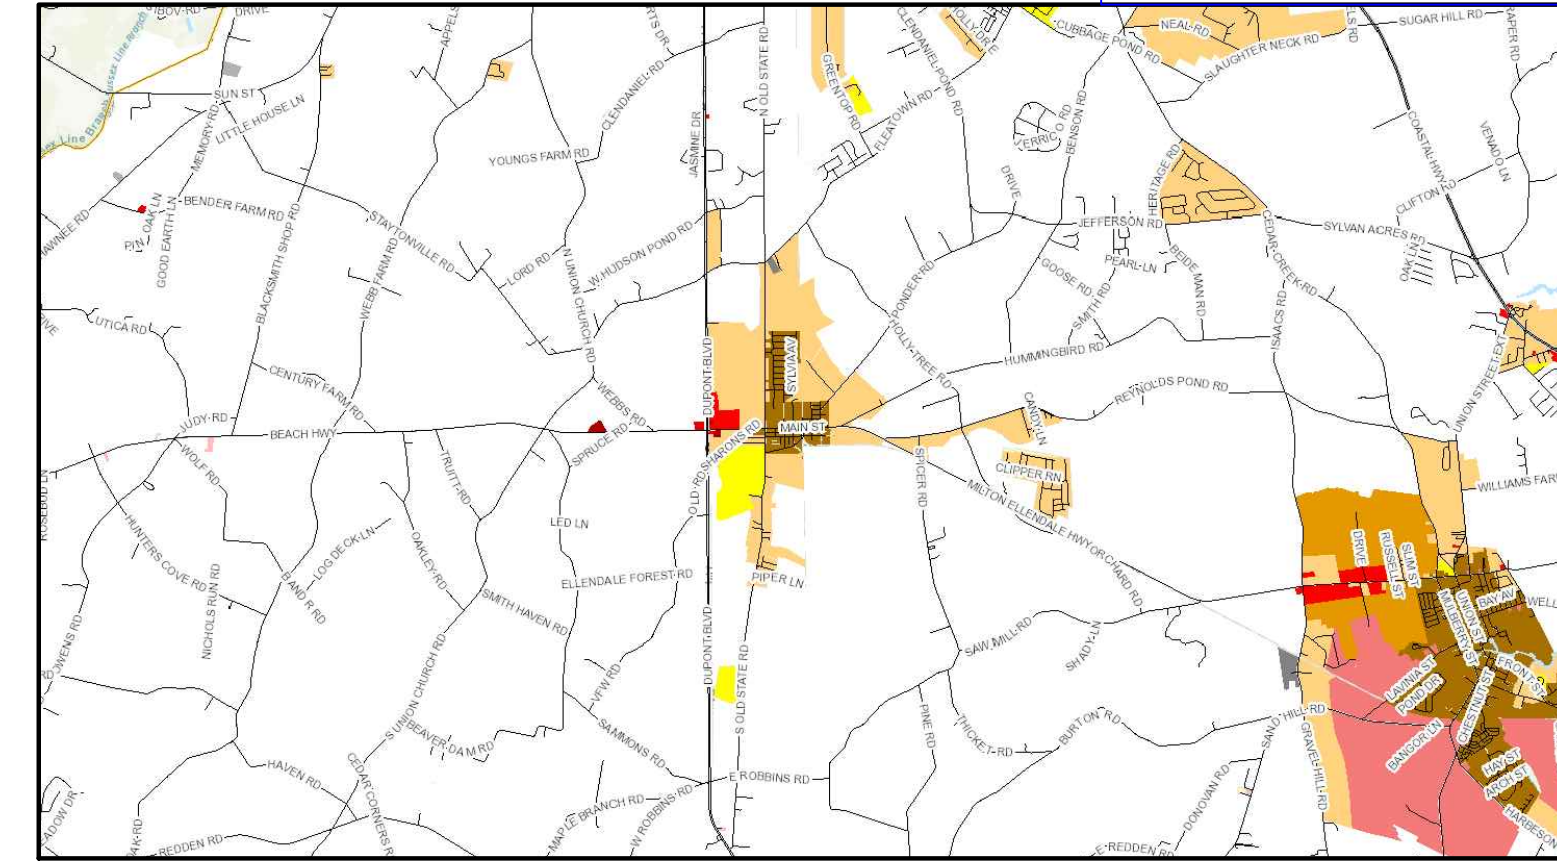 DRIVE
SUGAR HILL RD
NEAL RD
CUBBAGE POND RD
SLAUGHTER NECK RD
HOLLY DR E
CLENDANIEL POND RD
N OLD STATE RD
GREENTOP RD
FLEATOWN RD
CLENDANIEL RD
SUN ST
LITTLE HOUSE LN
MEMORY RD
JASMINE DR
YOUNGS FARM RD
BENSON RD
COASTAL HWY
VENADO LN
DRIVE
HERITAGE RD
CLIFTON RD
BENDER FARM RD
OAK LN
PIN
GOOD EARTH LN
BLACKSMITH SHOP RD
STAYTONVILLE RD
JEFFERSON RD
SYLVAN ACRES RD
CEDAR CREEK RD
WEBB FARM RD
LORD RD
N UNION CHURCH RD
W HUDSON POND RD
PONDER RD
GOOSE RD
PEARL LN
BEIDEMAN RD
OAK LN
SMITH RD
ISAACS RD
UTICA RD
HOLLY TREE RD
HUMMINGBIRD RD
UNION STREET EXT
DUPONT BLVD
SYLVIA AV
CENTURY FARM RD
WEBBS RD
REYNOLDS POND RD
CANDY LN
JUDY RD
BEACH HWY
SPRUCE RD
SHARONS RD
OLD RD
MAIN ST
WOLF RD
TRUITT RD
SPICER RD
CLIPPER RN
ROSEBUD LN
MILTON ELLENDALE HWY
ORCHARD RD
HUNTERS COVE RD
LOG DECK LN
OAKLEY RD
LED LN
DRIVE
RUSSELL ST
SLIM ST
NICHOLS RUN RD
B AND R RD
SMITH HAVEN RD
ELLENDALE FOREST RD
PIPER LN
UNION ST
MULBERRY ST
BAY AV
OWENS RD
S UNION CHURCH RD
DUPONT BLVD
S OLD STATE RD
SAW MILL RD
SHADY LN
FRONT ST
LAVINIA ST
POND DR
CHESTNUT ST
VFW RD
BEAVER DAM RD
SAMMONS RD
PINE RD
THICKET RD
BURTON RD
SAND HILL RD
GRAVEL HILL RD
BANGOR LN
HAVEN RD
CEDAR CORNERS R
E ROBBINS RD
W ROBBINS RD
MAPLE BRANCH RD
DONOVAN RD
HAY ST
ARCH ST
HARBESON
REDDEN RD
E REDDEN RD